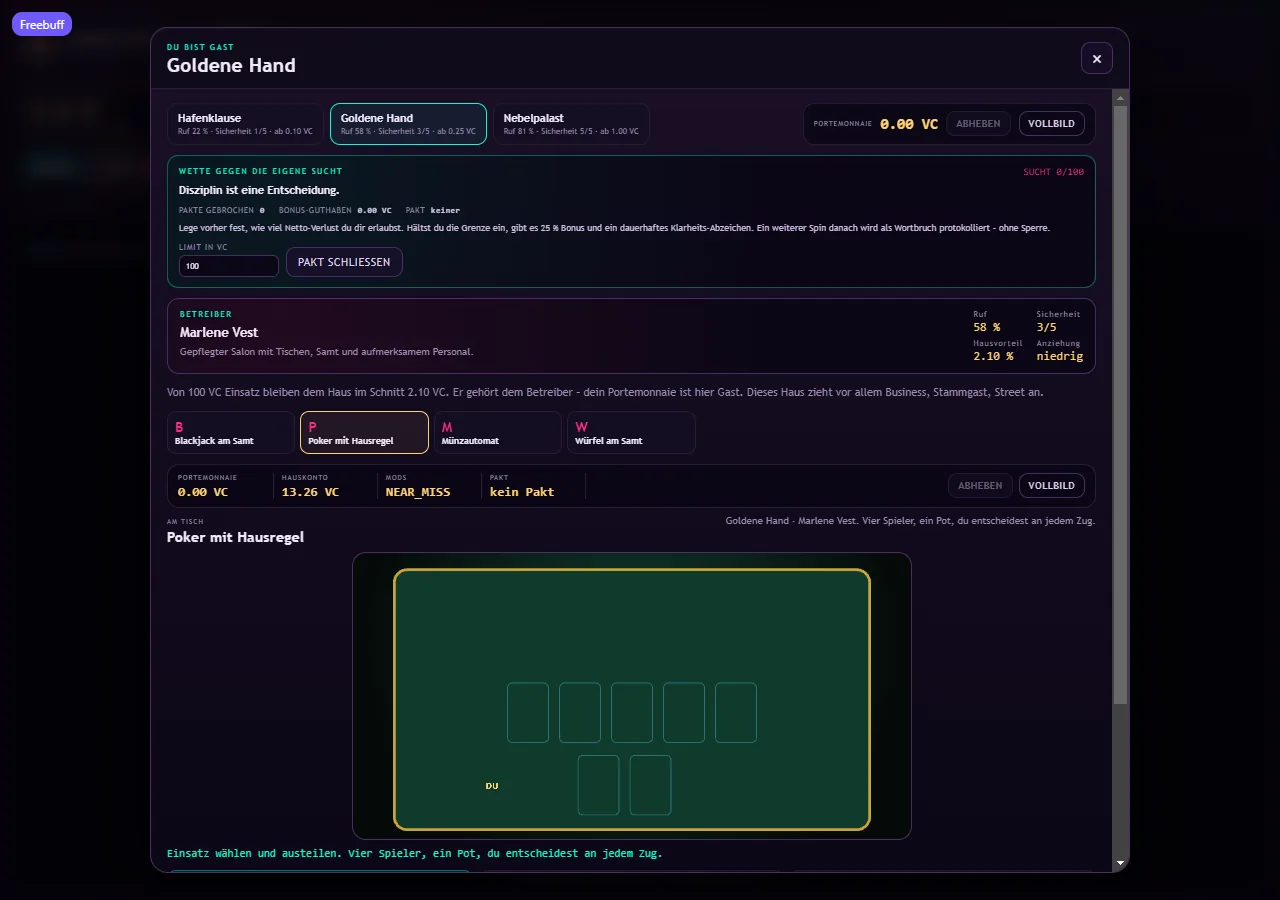 Freebuff
DU BIST GAST
Goldene Hand
×
Hafenklause
Ruf 22 % · Sicherheit 1/5 · ab 0.10 VC
Goldene Hand
Ruf 58 % · Sicherheit 3/5 · ab 0.25 VC
Nebelpalast
Ruf 81 % · Sicherheit 5/5 · ab 1.00 VC
PORTEMONNAIE 0.00 VC ABHEBEN VOLLBILD
WETTE GEGEN DIE EIGENE SUCHT
SUCHT 0/100
Disziplin ist eine Entscheidung.
PAKTE GEBROCHEN 0 BONUS-GUTHABEN 0.00 VC PAKT keiner
Lege vorher fest, wie viel Netto-Verlust du dir erlaubst. Hältst du die Grenze ein, gibt es 25 % Bonus und ein dauerhaftes Klarheits-Abzeichen. Ein weiterer Spin danach wird als Wortbruch protokolliert – ohne Spere.
LIMIT IN VC
100
PAKT SCHLIESSEN
BETREIBER
Marlene Vest
Gepflegter Salon mit Tischen, Samt und aufmerksamem Personal.
Ruf
58 %
Sicherheit
3/5
Hausvorteil
2.10 %
Anziehung
niedrig
Von 100 VC Einsatz bleiben dem Haus im Schnitt 2.10 VC. Er gehört dem Betreiber – dein Portemonnaie ist hier Gast. Dieses Haus zieht vor allem Business, Stammgast, Street an.
B
Blackjack am Samt
P
Poker mit Hausregel
M
Münzautomat
W
Würfel am Samt
PORTEMONNAIE
0.00 VC
HAUSKONTO
13.26 VC
MODS
NEAR_MISS
PAKT
kein Pakt
ABHEBEN
VOLLBILD
AM TISCH
Poker mit Hausregel
Goldene Hand · Marlene Vest. Vier Spieler, ein Pot, du entscheidest an jedem Zug.
DU
Einsatz wählen und austeilen. Vier Spieler, ein Pot, du entscheidest an jedem Zug.